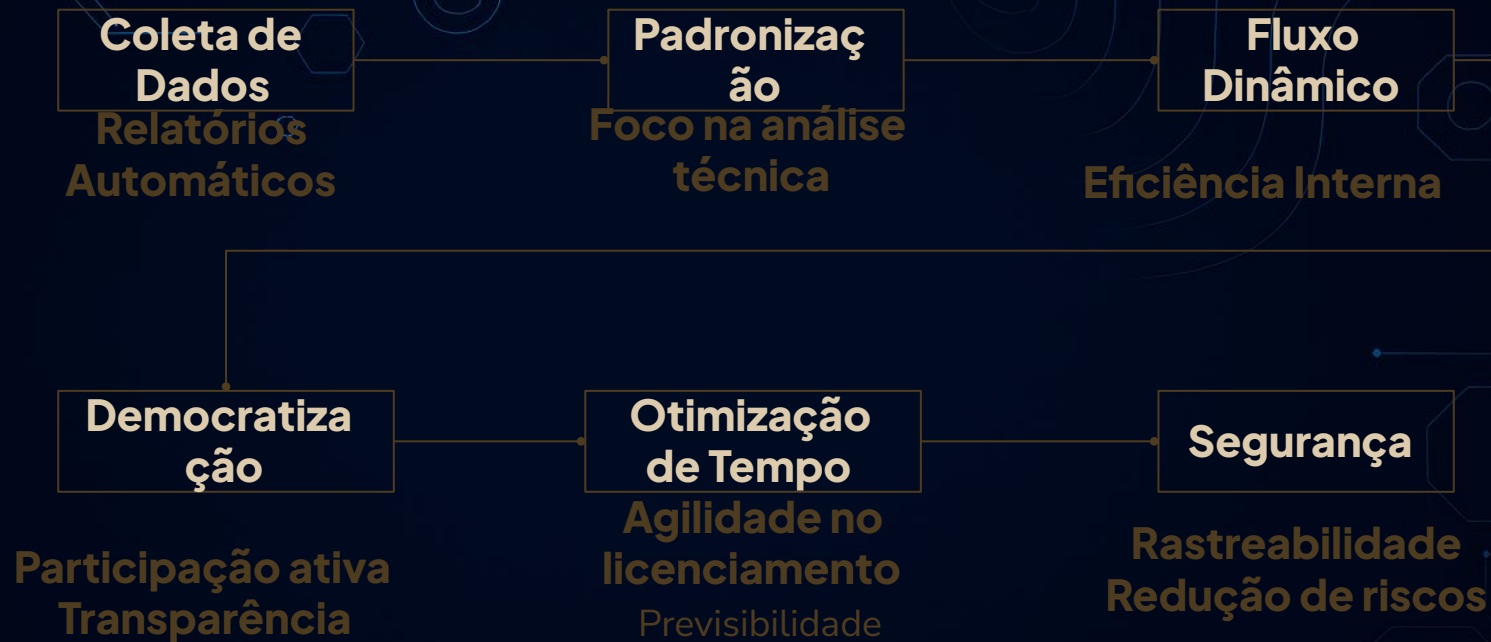 Coleta de
Dados
Relatórios
Automáticos
Padronizaç
ão
Foco na análise
técnica
Fluxo
Dinâmico
Eficiência Interna
Democratiza
ção
Participação ativa
Transparência
Otimização
de Tempo
Agilidade no
licenciamento
Previsibilidade
Segurança
Rastreabilidade
Redução de riscos